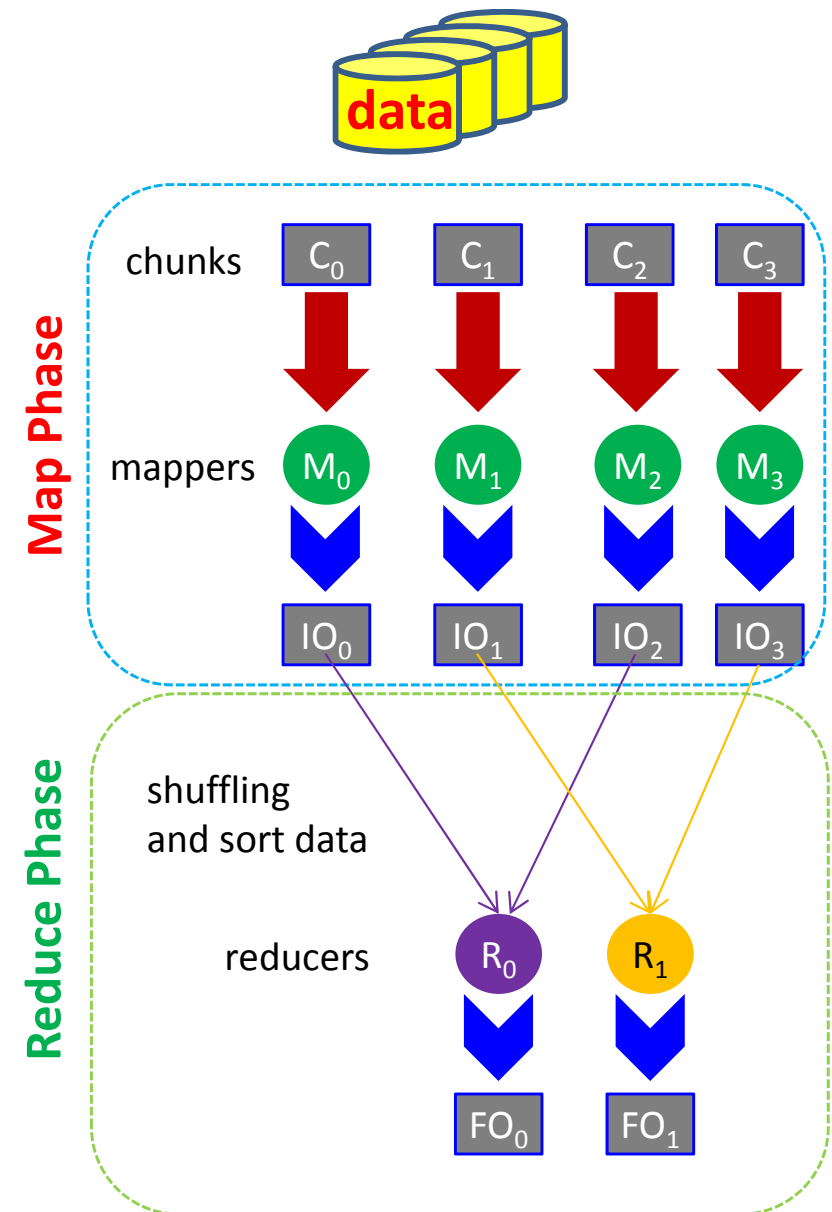 data
Map Phase
chunks C₀ C₁ C₂ C₃
mappers M₀ M₁ M₂ M₃
IO₀ IO₁ IO₂ IO₃
Reduce Phase
shuffling
and sort data
reducers R₀ R₁
FO₀ FO₁